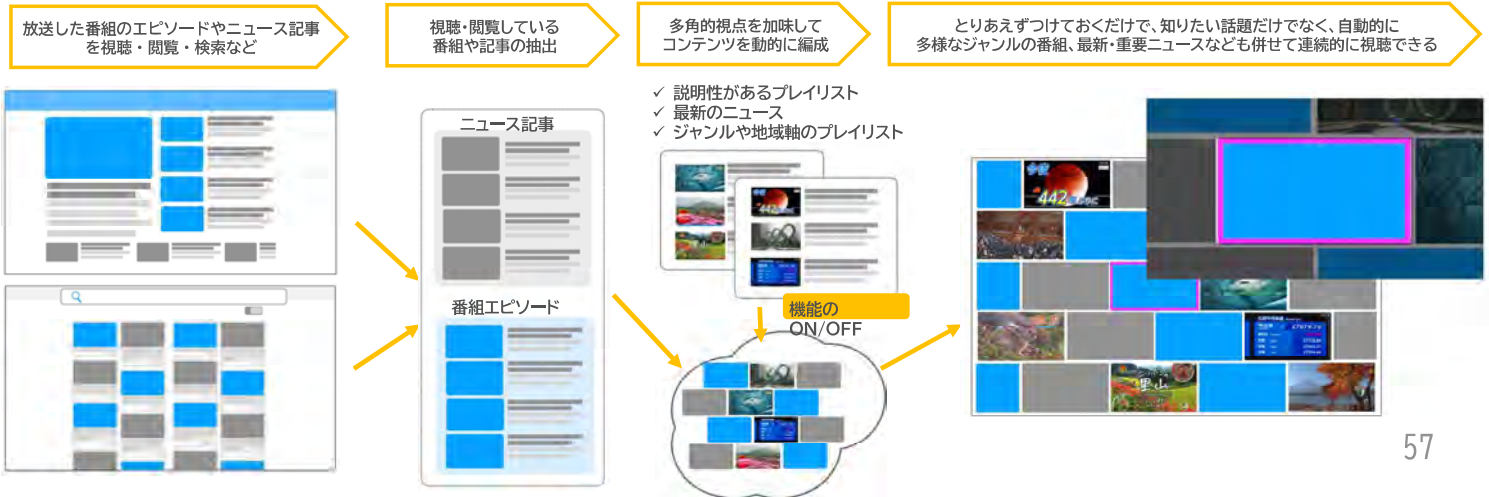 放送した番組のエピソードやニュース記事
を視聴・閲覧・検索など
視聴・閲覧している
番組や記事の抽出
多角的視点を加味して
コンテンツを動的に編成
とりあえずつけておくだけで、知りたい話題だけでなく、自動的に
多様なジャンルの番組、最新・重要ニュースなども併せて連続的に視聴できる
✓ 説明性があるプレイリスト
✓ 最新のニュース
✓ ジャンルや地域軸のプレイリスト
ニュース記事
番組エピソード
機能の
ON/OFF
今夜
442
今夜
442
里山
57